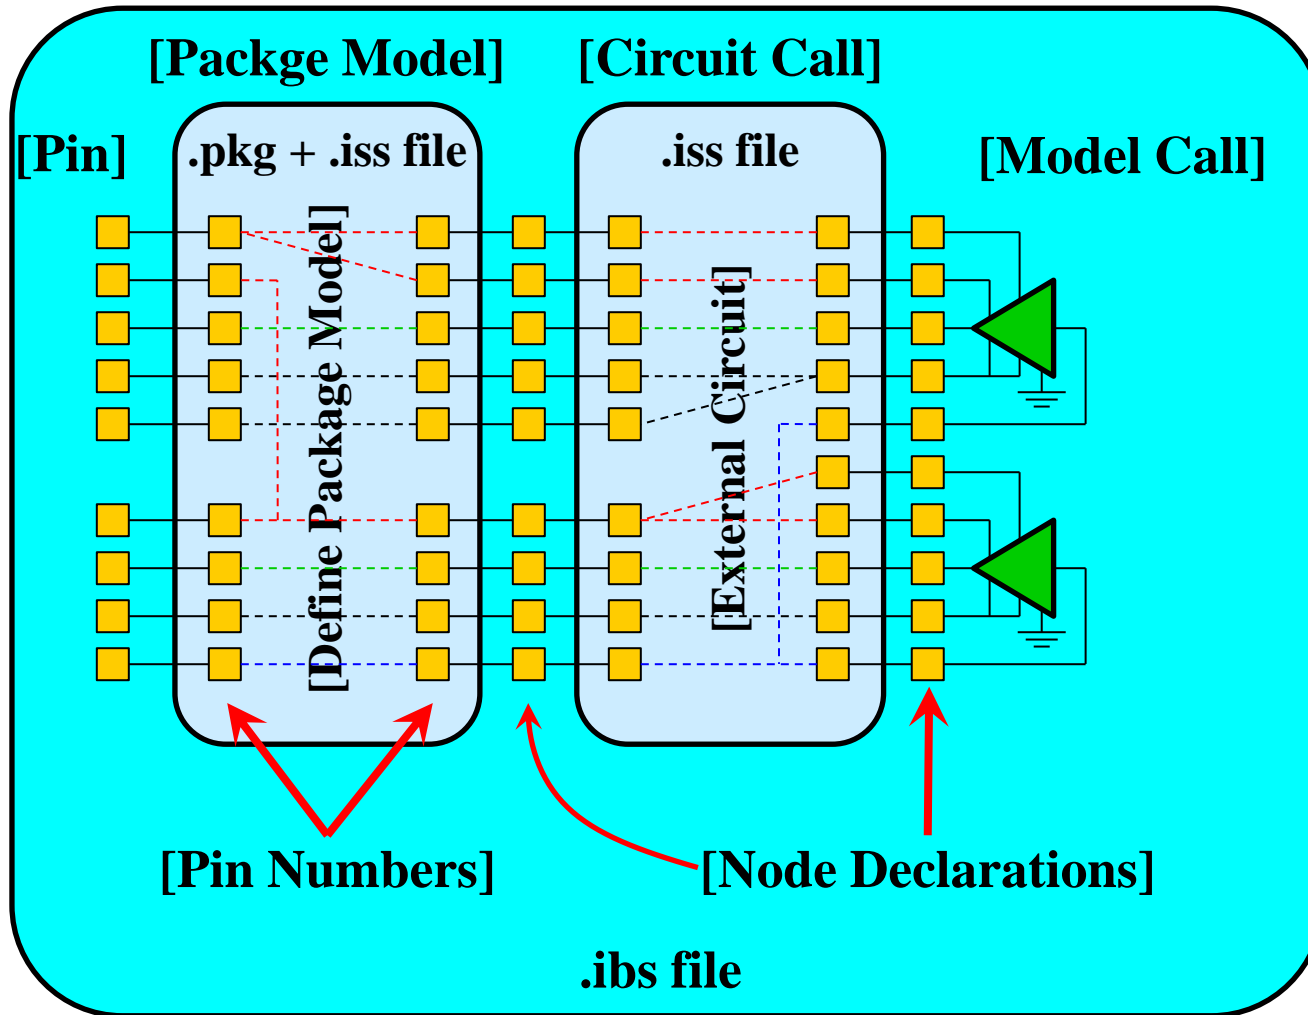 [Packge Model]
[Circuit Call]
[Pin]
.pkg + .iss file
.iss file
[Model Call]
[Define Package Model]
[External Circuit]
[Pin Numbers]
[Node Declarations]
.ibs file